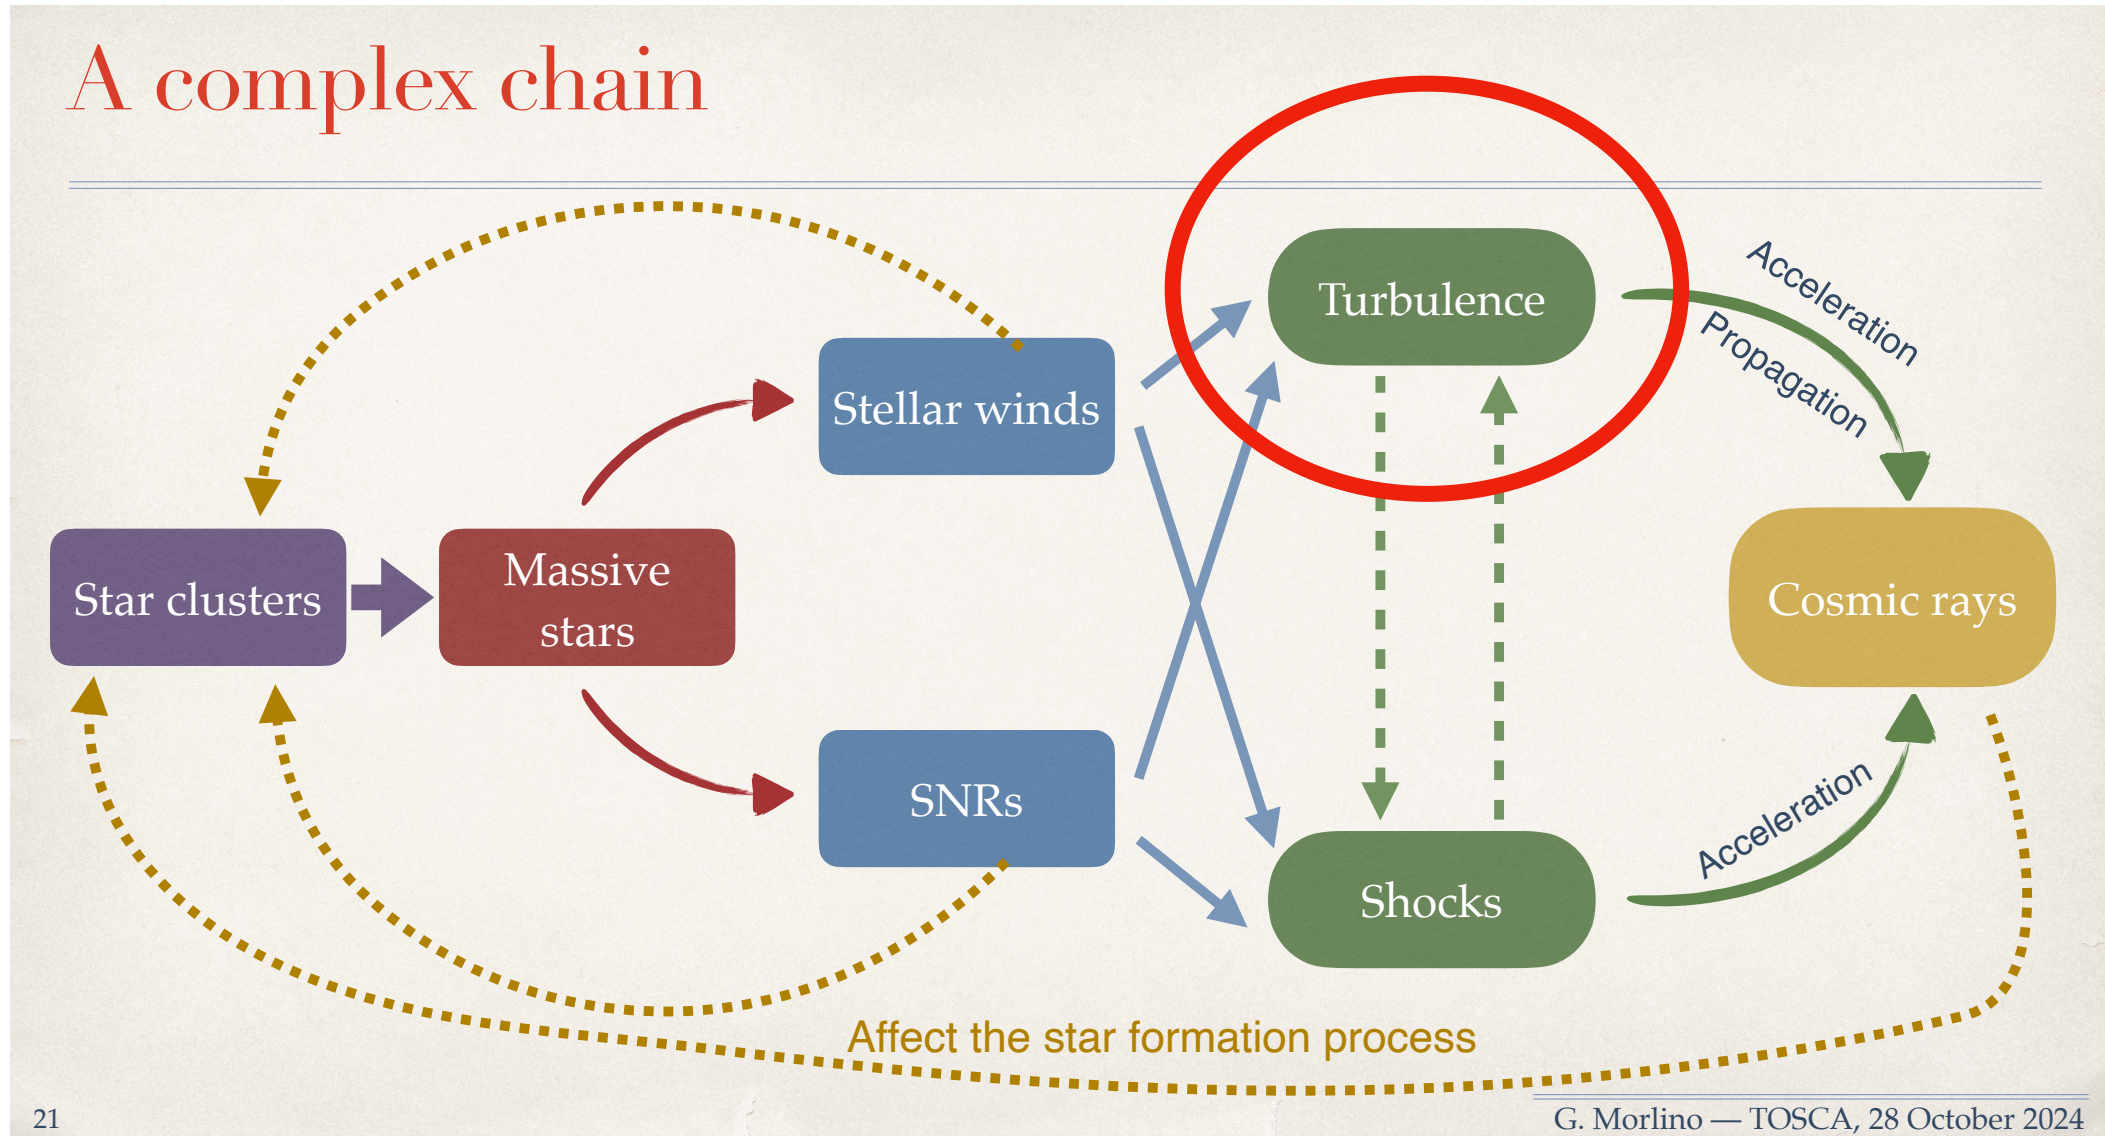 A complex chain
Turbulence
Acceleration
Propagation
Stellar winds
Star clusters
Massive
stars
Cosmic rays
SNRs
Acceleration
Shocks
Affect the star formation process
21
G. Morlino — TOSCA, 28 October 2024